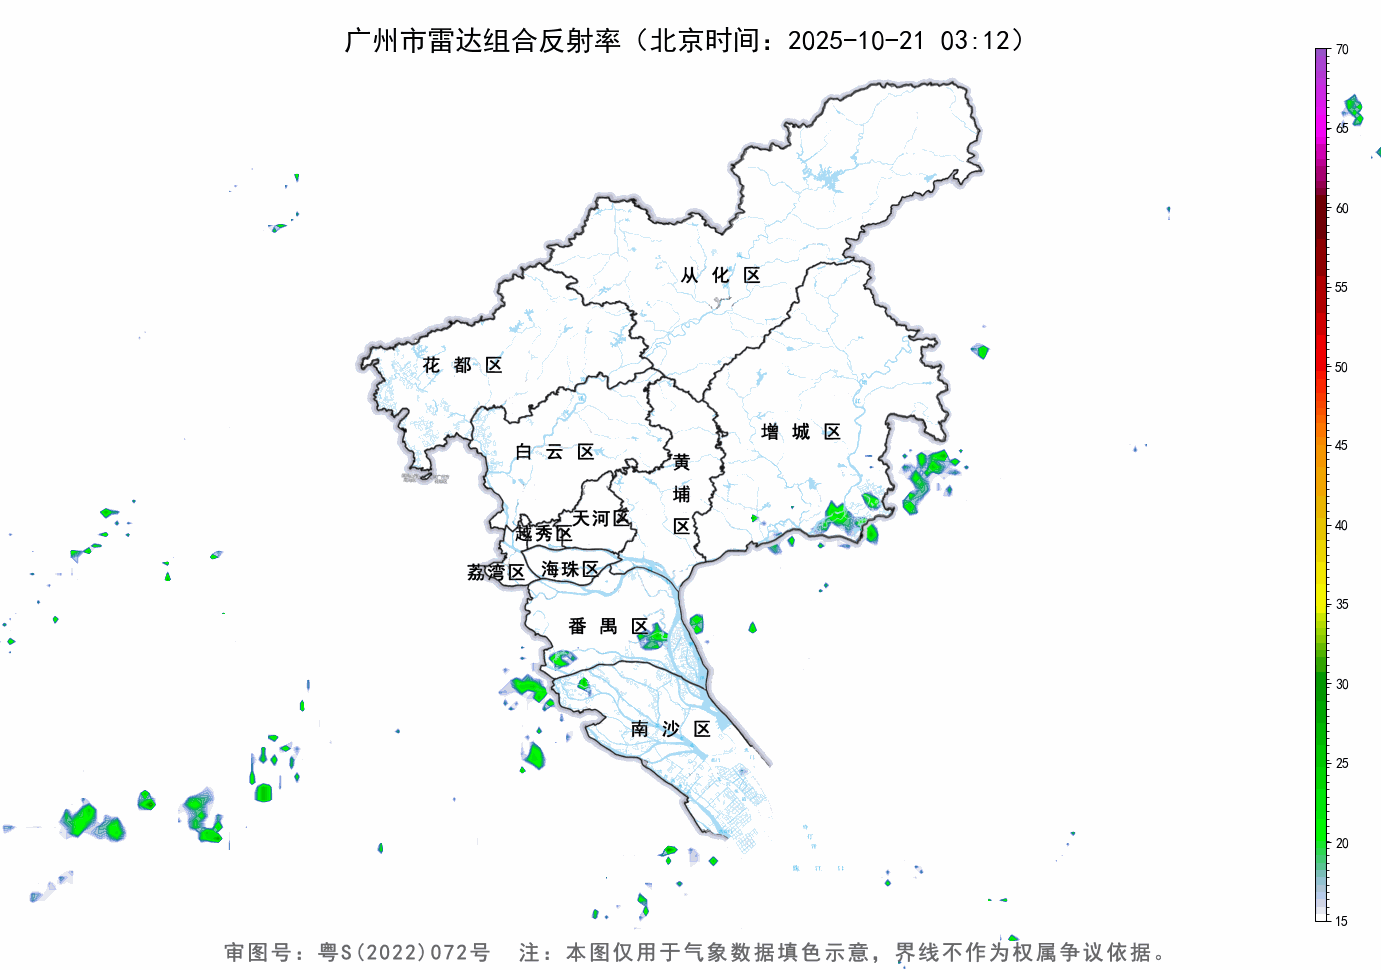 广州市雷达组合反射率（北京时间：2025-10-21 03:12）
70
65
60
55
50
45
40
35
30
25
20
15
从化区
花都区
增城区
白云区
黄埔区
天河区
越秀区
海珠区
荔湾区
番禺区
南沙区
审图号：粤S(2022)072号 注：本图仅用于气象数据填色示意，界线不作为权属争议依据。